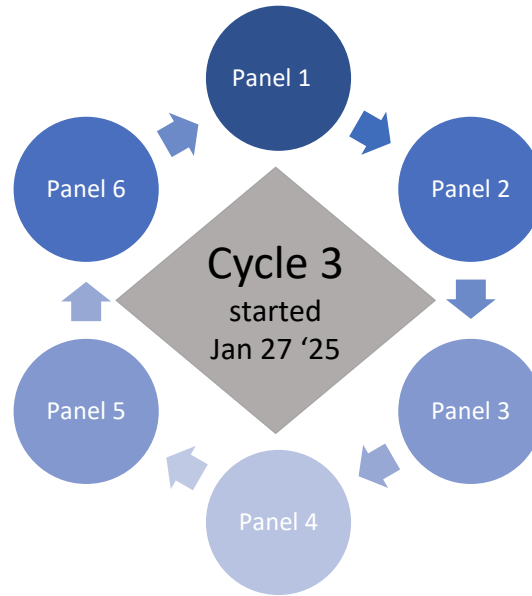 Panel 1
Panel 2
Panel 3
Panel 4
Panel 5
Panel 6
Cycle 3
started
Jan 27 ‘25